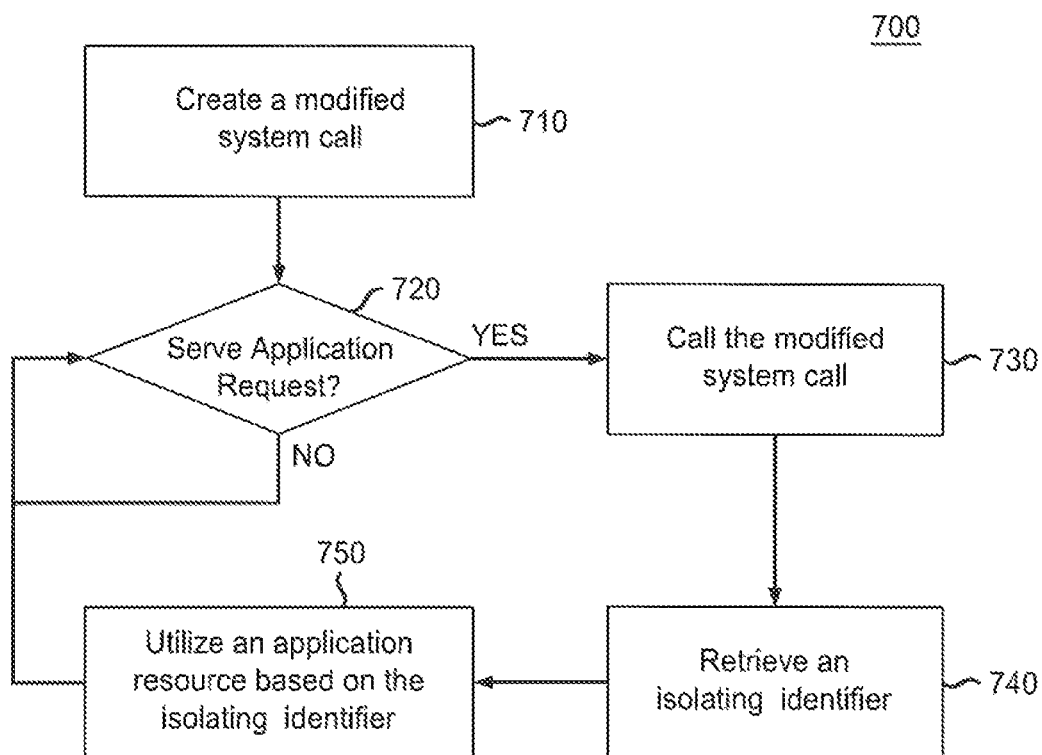 700
Create a modified
system call
710
720
Serve Application
Request?
YES
NO
Call the modified
system call
730
750
Utilize an application
resource based on the
isolating identifier
Retrieve an
isolating identifier
740